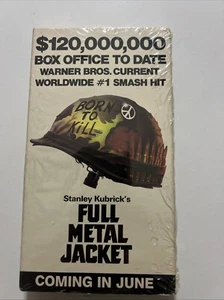 $120,000,000
BOX OFFICE TO DATE
WARNER BROS. CURRENT
WORLDWIDE #1 SMASH HIT
BORN
TO
KILL
Stanley Kubrick's
FULL
METAL
JACKET
COMING IN JUNE